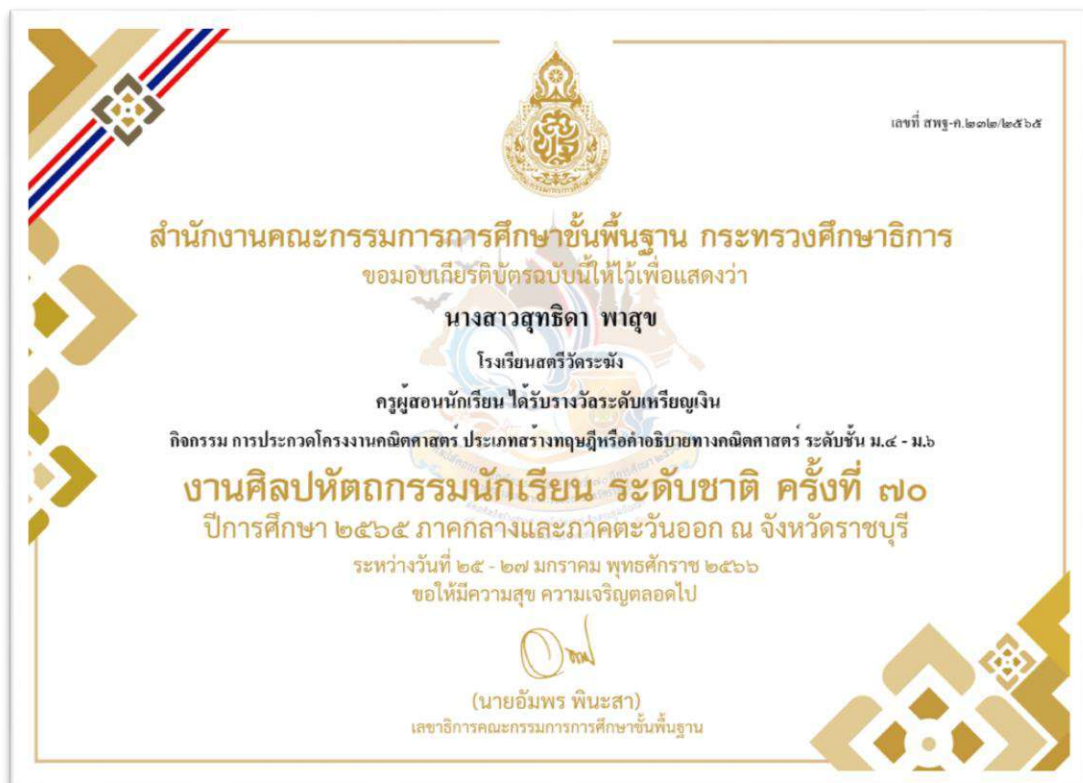 เลขที่ สพฐ-ค.๒๓๒/๒๕๖๕
สำนักงานคณะกรรมการการศึกษาขั้นพื้นฐาน กระทรวงศึกษาธิการ
ขอมอบเกียรติบัตรฉบับนี้ให้ไว้เพื่อแสดงว่า
นางสาวสุทธิดา พาสุข
โรงเรียนสตรีวัดระฆัง
ครูผู้สอนนักเรียน ได้รับรางวัลระดับเหรียญเงิน
กิจกรรม การประกวดโครงงานคณิตศาสตร์ ประเภทสร้างทฤษฎีหรือคำอธิบายทางคณิตศาสตร์ ระดับชั้น ม.๔ - ม.๖
งานศิลปหัตถกรรมนักเรียน ระดับชาติ ครั้งที่ ๗๐
ปีการศึกษา ๒๕๖๕ ภาคกลางและภาคตะวันออก ณ จังหวัดราชบุรี
ระหว่างวันที่ ๒๕ - ๒๗ มกราคม พุทธศักราช ๒๕๖๖
ขอให้มีความสุข ความเจริญตลอดไป
(นายอัมพร พินะสา)
เลขาธิการคณะกรรมการการศึกษาขั้นพื้นฐาน